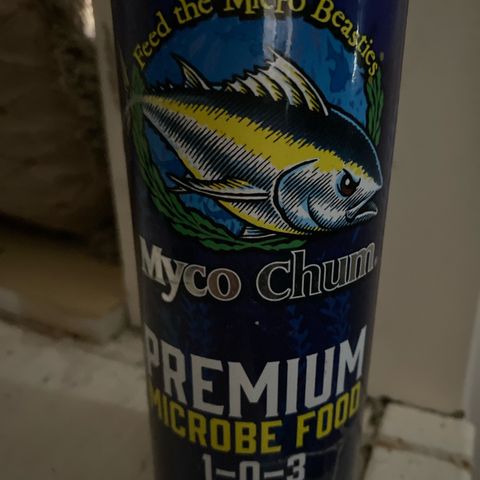 Feed the Micro Beasties
Myco Chum
PREMIUM
MICROBE FOOD
1-0-3